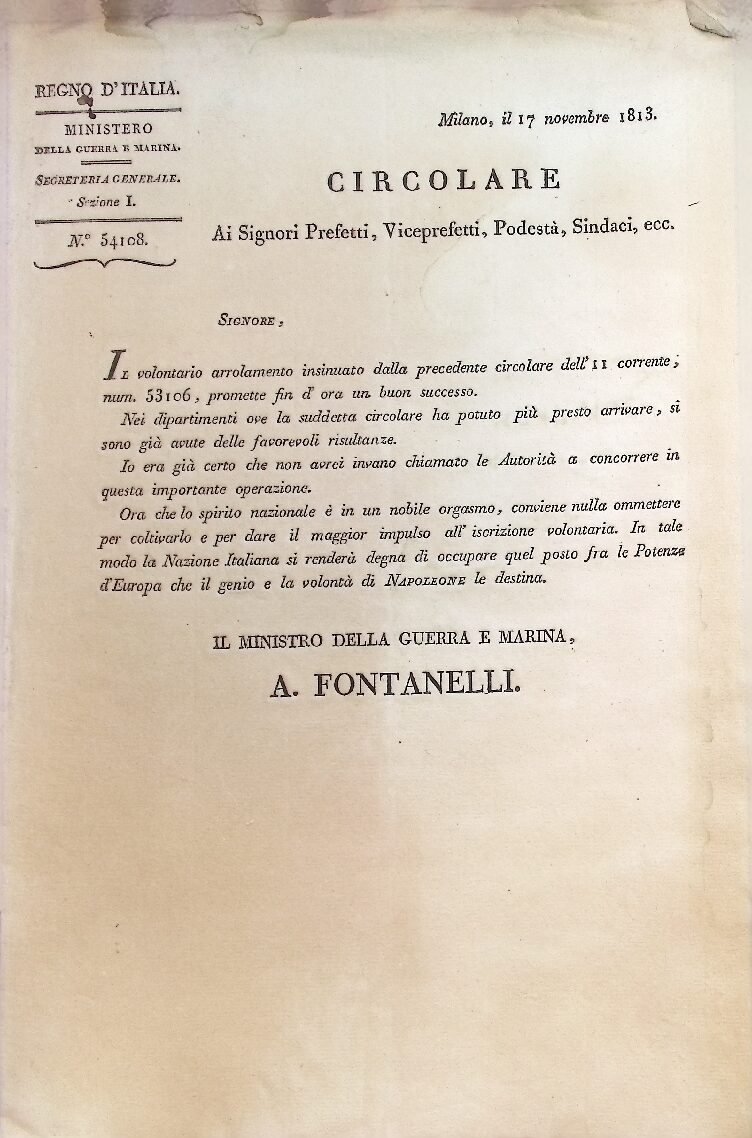 REGNO D'ITALIA.
MINISTERO
DELLA GUERRA E MARINA.
SEGRETERIA GENERALE.
Sezione I.
N.° 54108.
Milano, il 17 novembre 1813.
CIRCOLARE
Ai Signori Prefetti, Viceprefetti, Podestà, Sindaci, ecc.
SIGNORE,
IL volontario arrolamento insinuato dalla precedente circolare dell' 11 corrente,
num. 53106, promette fin d' ora un buon successo.
Nei dipartimenti ove la suddetta circolare ha potuto più presto arrivare, si
sono già avute delle favorevoli risultanze.
Io era già certo che non avrei invano chiamato le Autorità a concorrere in
questa importante operazione.
Ora che lo spirito nazionale è in un nobile orgasmo, conviene nulla ommettere
per coltivarlo e per dare il maggior impulso all' iscrizione volontaria. In tale
modo la Nazione Italiana si renderà degna di occupare quel posto fra le Potenze
d'Europa che il genio e la volontà di NAPOLEONE le destina.
IL MINISTRO DELLA GUERRA E MARINA,
A. FONTANELLI.